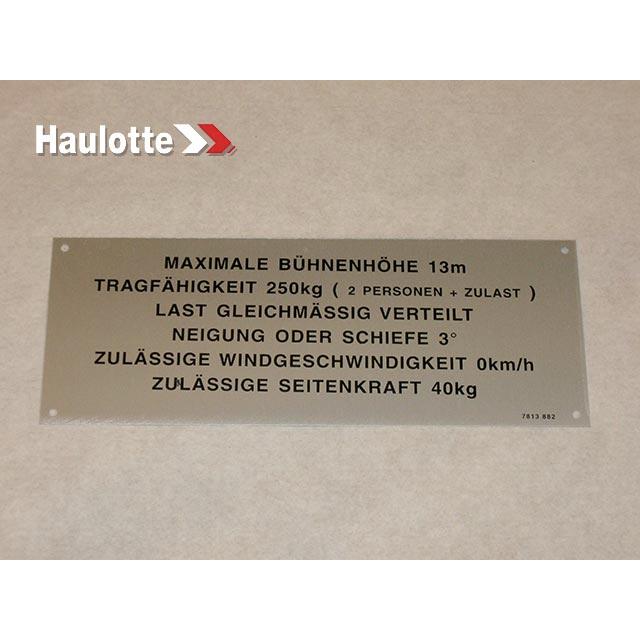 Haulotte
MAXIMALE BÜHNENHÖHE 13m
TRAGFÄHIGKEIT 250kg ( 2 PERSONEN + ZULAST )
LAST GLEICHMÄSSIG VERTEILT
NEIGUNG ODER SCHIEFE 3°
ZULÄSSIGE WINDGESCHWINDIGKEIT 0km/h
ZULÄSSIGE SEITENKRAFT 40kg
7813 882